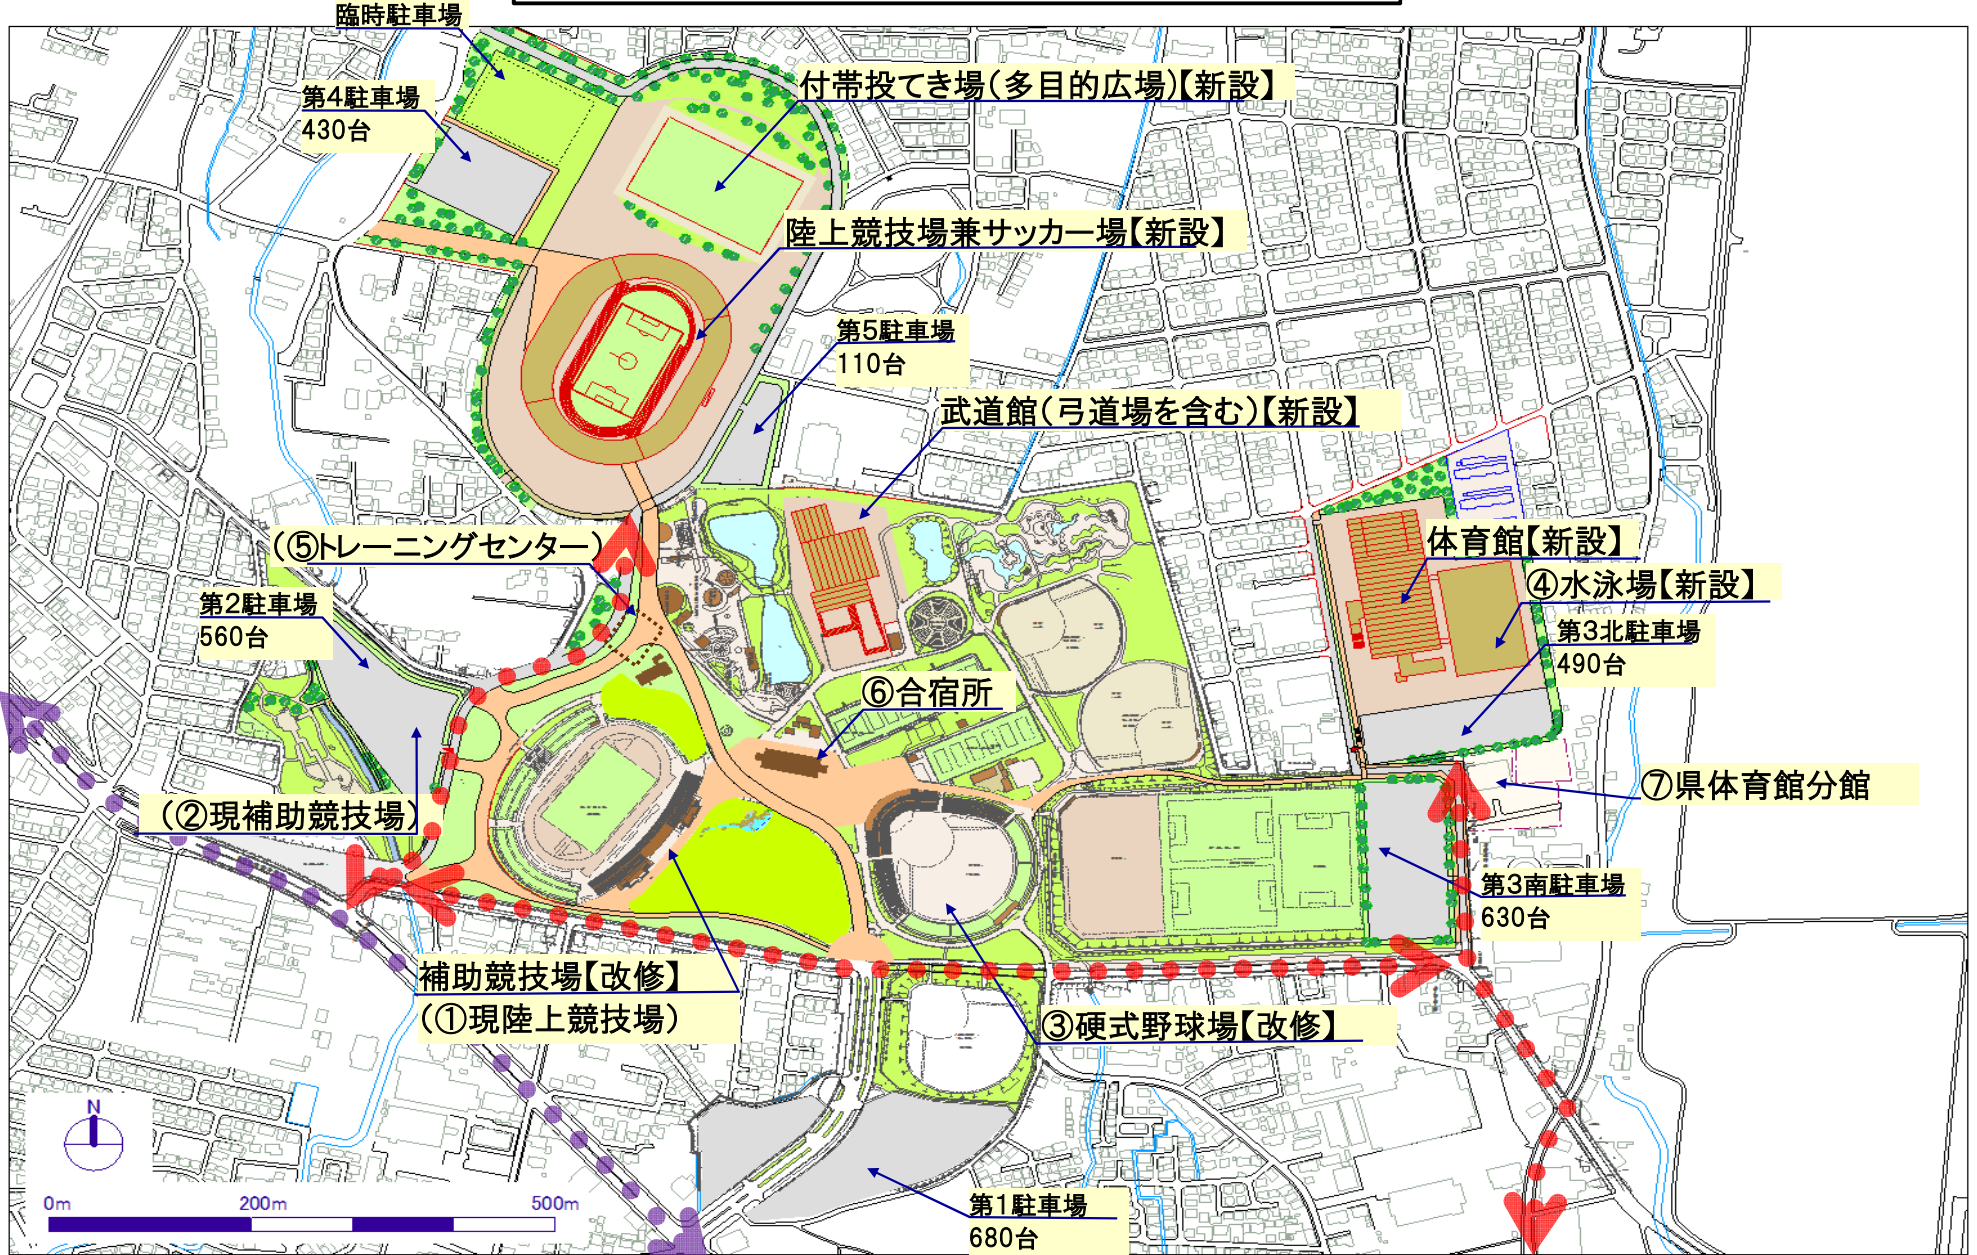 臨時駐車場
第4駐車場
430台
付帯投てき場(多目的広場)【新設】
陸上競技場兼サッカー場【新設】
第5駐車場
110台
武道館(弓道場を含む)【新設】
(⑤トレーニングセンター)
体育館【新設】
④水泳場【新設】
第2駐車場
560台
第3北駐車場
490台
⑥合宿所
(②現補助競技場)
⑦県体育館分館
第3南駐車場
630台
補助競技場【改修】
(①現陸上競技場)
③硬式野球場【改修】
N
0m 200m 500m
第1駐車場
680台